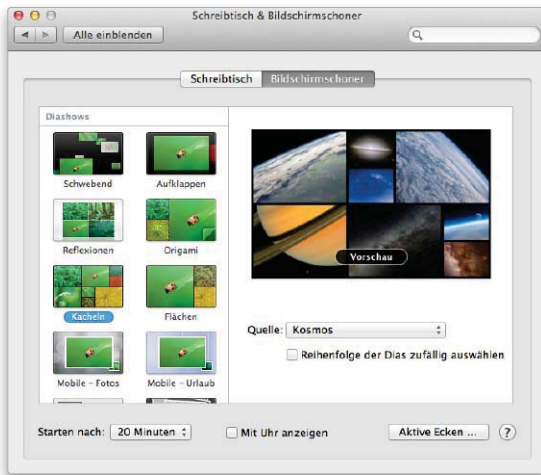 Schreibtisch & Bildschirmschoner
Alle einblenden
Schreibtisch Bildschirmschoner
Diashows
Schwebend Aufklappen
Reflexionen Origami
Kacheln Flächen
Mobile – Fotos Mobile – Urlaub
Vorschau
Quelle: Kosmos
Reihenfolge der Dias zufällig auswählen
Starten nach: 20 Minuten Mit Uhr anzeigen Aktive Ecken ... ?